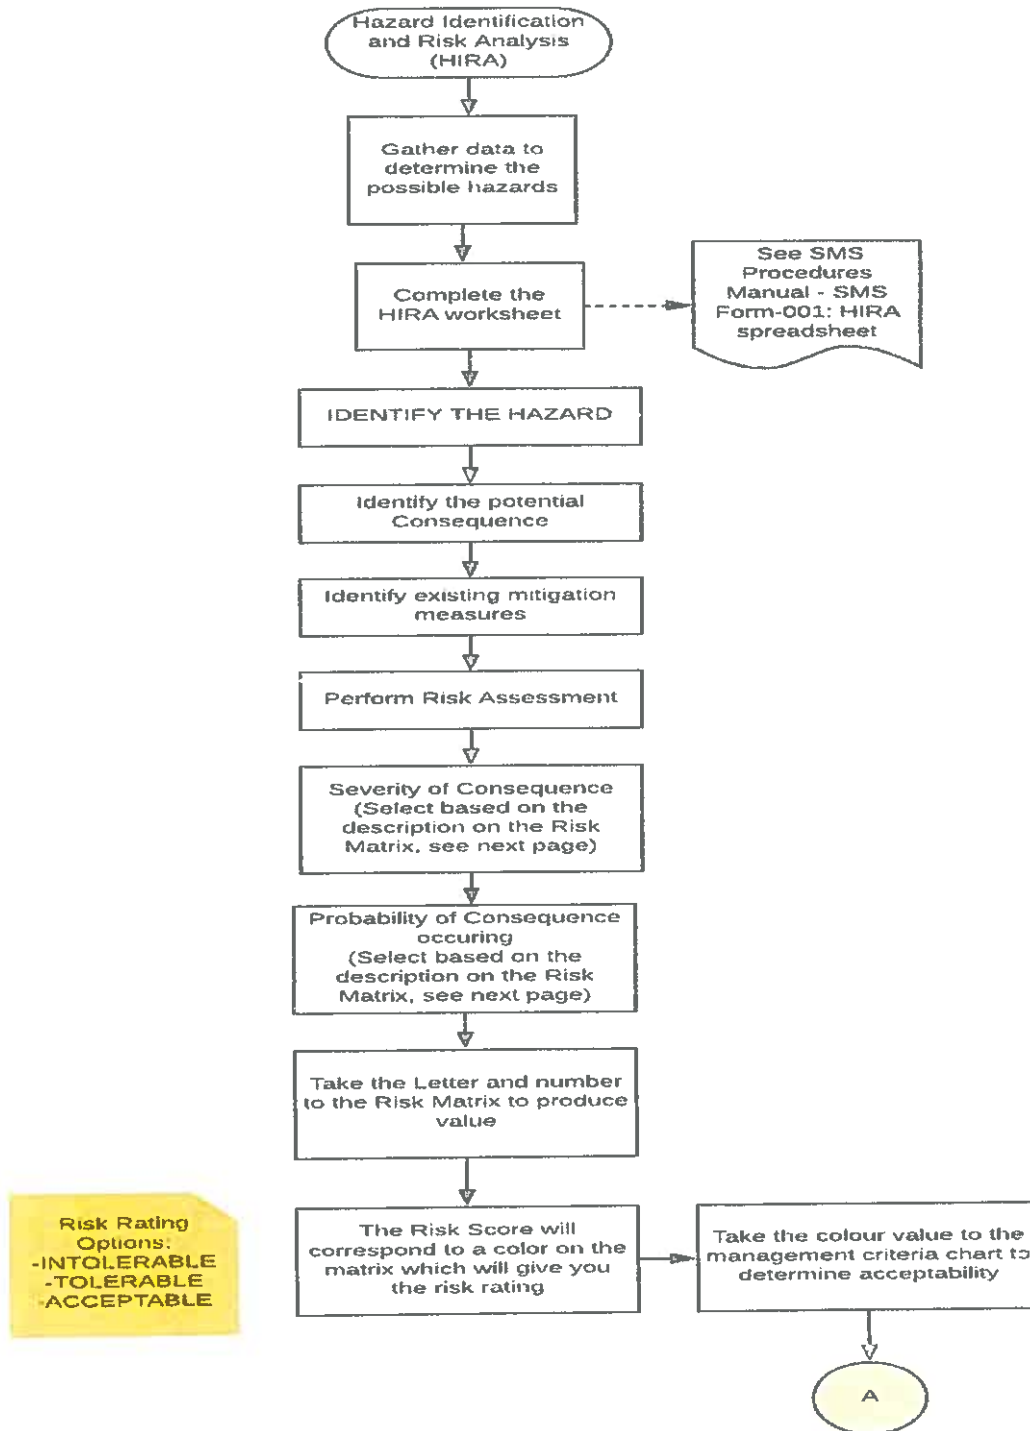 Hazard Identification
and Risk Analysis
(HIRA)
Gather data to
determine the
possible hazards
Complete the
HIRA worksheet
See SMS
Procedures
Manual - SMS
Form-001: HIRA
spreadsheet
IDENTIFY THE HAZARD
Identify the potential
Consequence
Identify existing mitigation
measures
Perform Risk Assessment
Severity of Consequence
(Select based on the
description on the Risk
Matrix, see next page)
Probability of Consequence
occuring
(Select based on the
description on the Risk
Matrix, see next page)
Take the Letter and number
to the Risk Matrix to produce
value
Risk Rating
Options:
-INTOLERABLE
-TOLERABLE
-ACCEPTABLE
The Risk Score will
correspond to a color on the
matrix which will give you
the risk rating
Take the colour value to the
management criteria chart to
determine acceptability
A